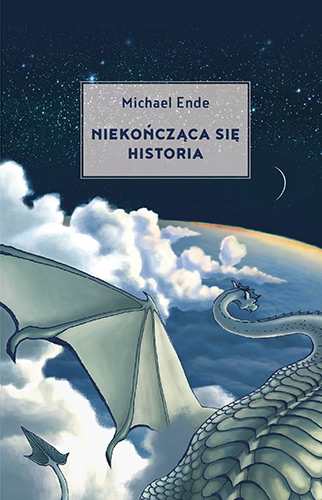 Michael Ende
NIEKOŃCZĄCA SIĘ
HISTORIA